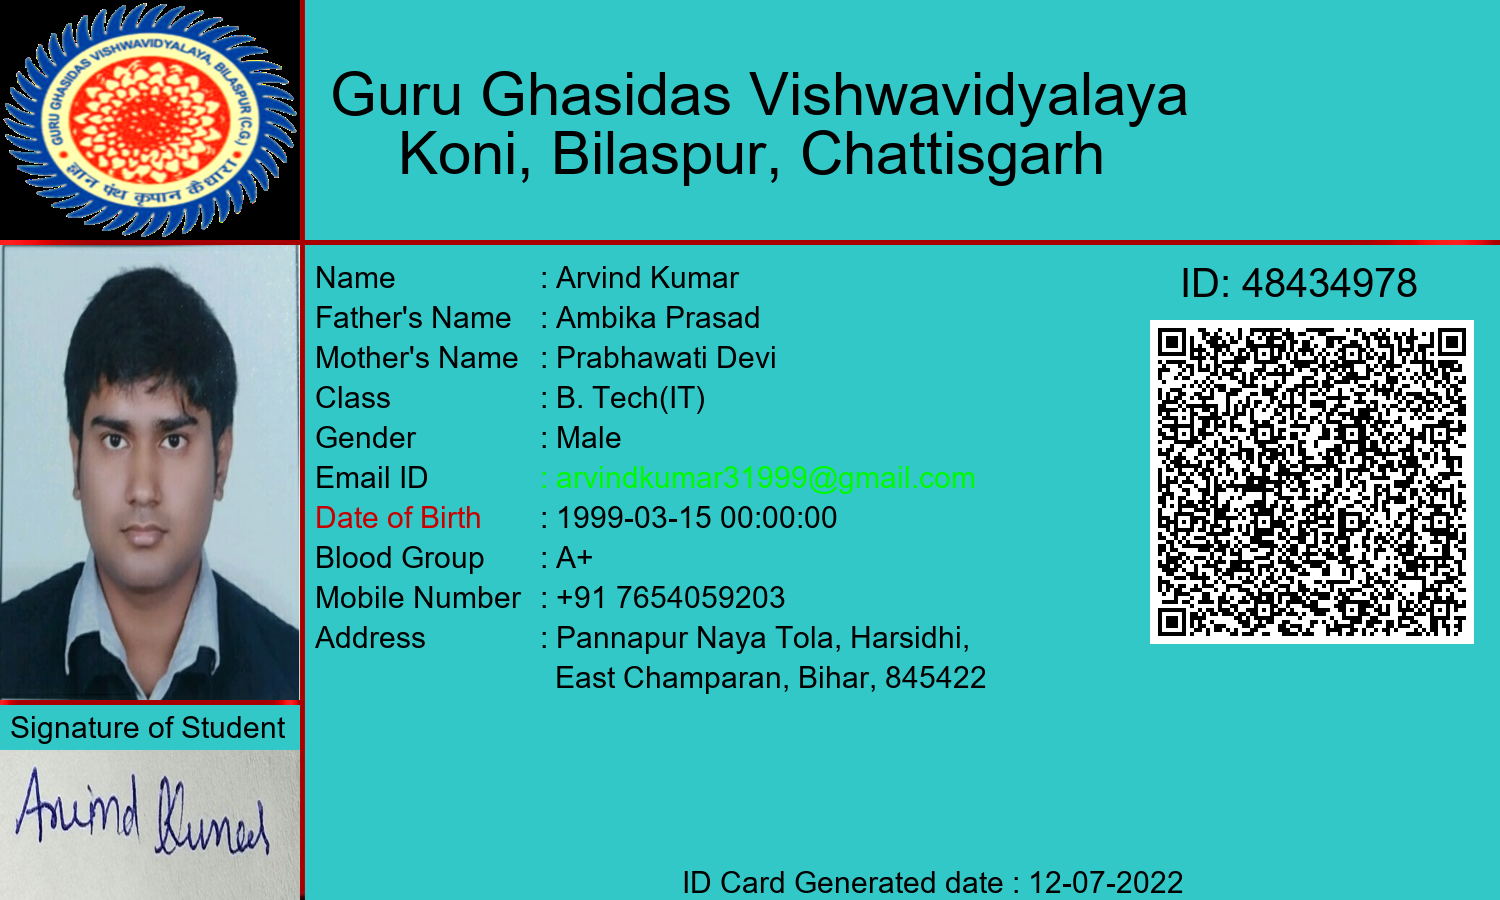 GURU GHASIDAS VISHWAVIDYALAYA, BILASPUR (C.G.)
ज्ञान पंथ कृपान कैधारा
Guru Ghasidas Vishwavidyalaya
Koni, Bilaspur, Chattisgarh
Name : Arvind Kumar
Father's Name : Ambika Prasad
Mother's Name : Prabhawati Devi
Class : B. Tech(IT)
Gender : Male
Email ID : arvindkumar31999@gmail.com
Date of Birth : 1999-03-15 00:00:00
Blood Group : A+
Mobile Number : +91 7654059203
Address : Pannapur Naya Tola, Harsidhi,
East Champaran, Bihar, 845422
ID: 48434978
Signature of Student
Arvind Kumar
ID Card Generated date : 12-07-2022